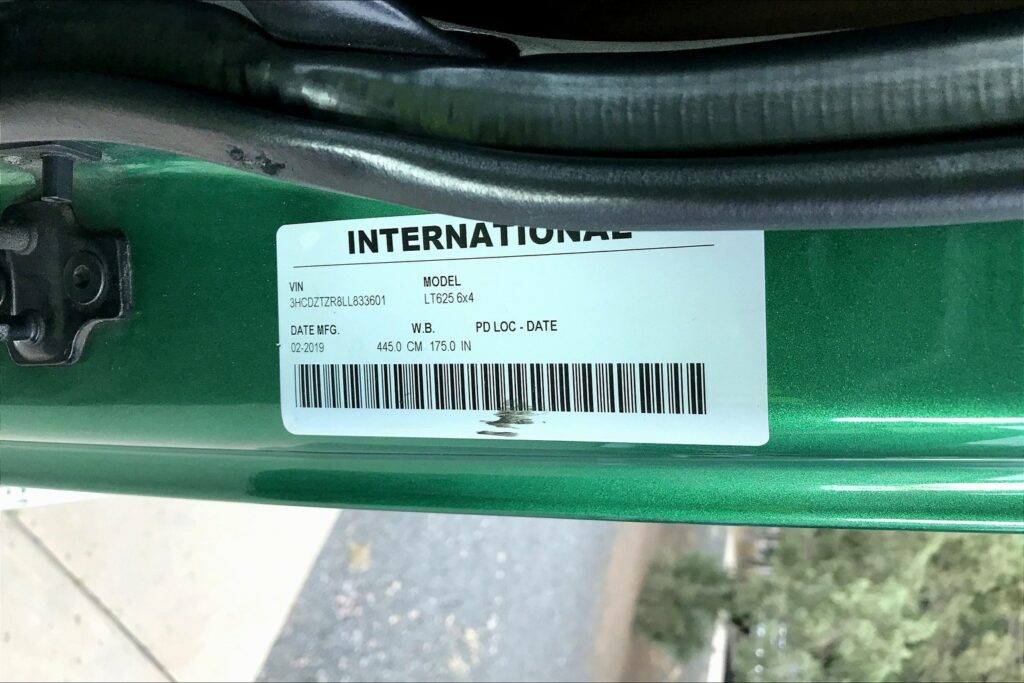 INTERNATIONAL
VIN MODEL
3HCDZTZR8LL833601 LT625 6x4
DATE MFG. W.B. PD LOC - DATE
02-2019 445.0 CM 175.0 IN